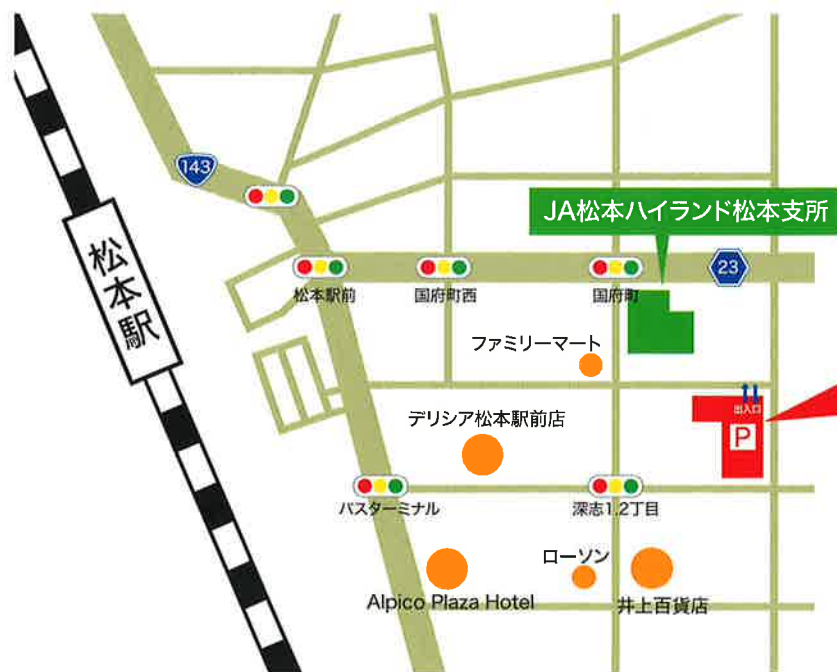 143
JA松本ハイランド松本支所
松本駅
松本駅前
国府町西
国府町
23
ファミリーマート
出入口
P
デリシア松本駅前店
バスターミナル
深志1,2丁目
ローソン
Alpico Plaza Hotel
井上百貨店